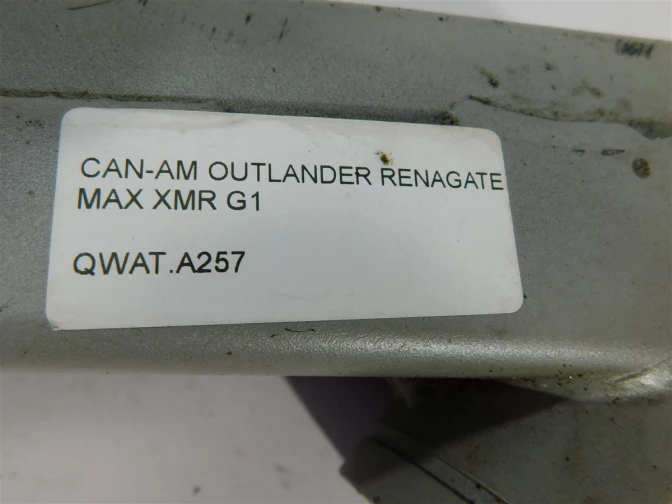 CAN-AM OUTLANDER RENAGATE
MAX XMR G1
QWAT.A257